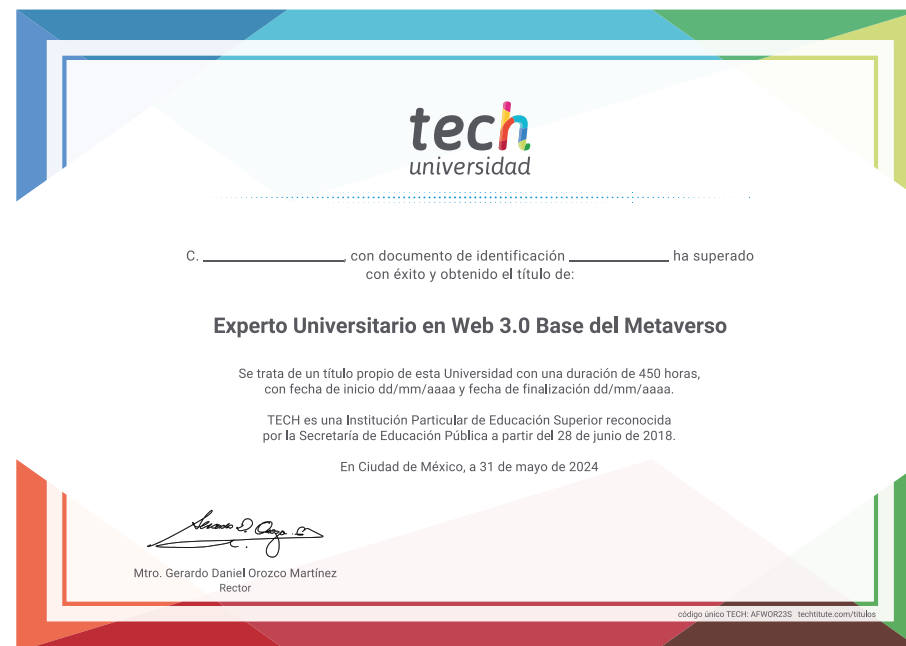 tech
universidad
C. ____________, con documento de identificación ____________ ha superado
con éxito y obtenido el título de:
Experto Universitario en Web 3.0 Base del Metaverso
Se trata de un título propio de esta Universidad con una duración de 450 horas,
con fecha de inicio dd/mm/aaaa y fecha de finalización dd/mm/aaaa.
TECH es una Institución Particular de Educación Superior reconocida
por la Secretaría de Educación Pública a partir del 28 de junio de 2018.
En Ciudad de México, a 31 de mayo de 2024
Mtro. Gerardo Daniel Orozco Martínez
Rector
código único TECH: AFWOR23S techtitute.com/titulos